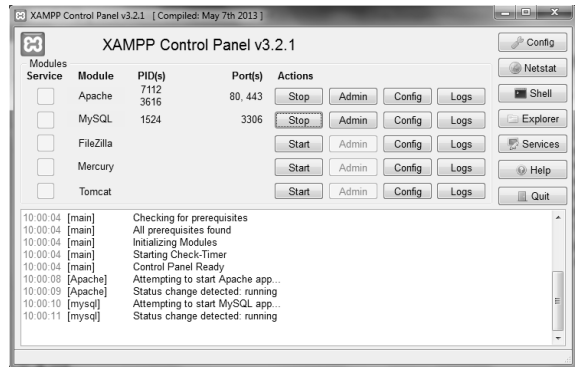 XAMPP Control Panel v3.2.1 [ Compiled: May 7th 2013 ]
XAMPP Control Panel v3.2.1
Config
Modules
Service Module PID(s) Port(s) Actions
Netstat
Apache 7112 3616 80, 443 Stop Admin Config Logs
Shell
MySQL 1524 3306 Stop Admin Config Logs
Explorer
FileZilla Start Admin Config Logs
Services
Mercury Start Admin Config Logs
Help
Tomcat Start Admin Config Logs
Quit
10:00:04 [main] Checking for prerequisites
10:00:04 [main] All prerequisites found
10:00:04 [main] Initializing Modules
10:00:04 [main] Starting Check-Timer
10:00:04 [main] Control Panel Ready
10:00:08 [Apache] Attempting to start Apache app...
10:00:09 [Apache] Status change detected: running
10:00:10 [mysql] Attempting to start MySQL app...
10:00:11 [mysql] Status change detected: running